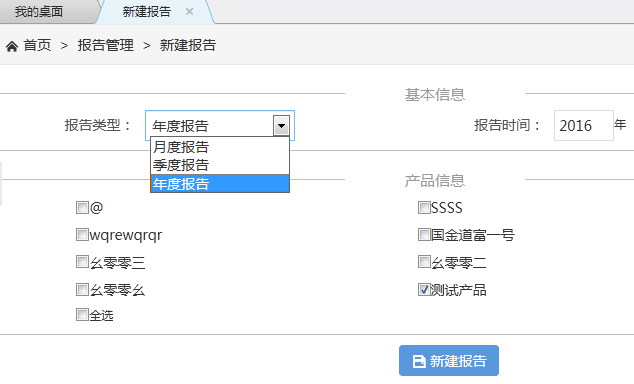 我的桌面 新建报告 ×
首页 > 报告管理 > 新建报告
基本信息
报告类型： 年度报告 报告时间： 2016 年
月度报告
季度报告
年度报告
产品信息
@ SSSS
wqrewqrqr 国金道富一号
幺零零三 幺零零二
幺零零幺 测试产品
全选
新建报告